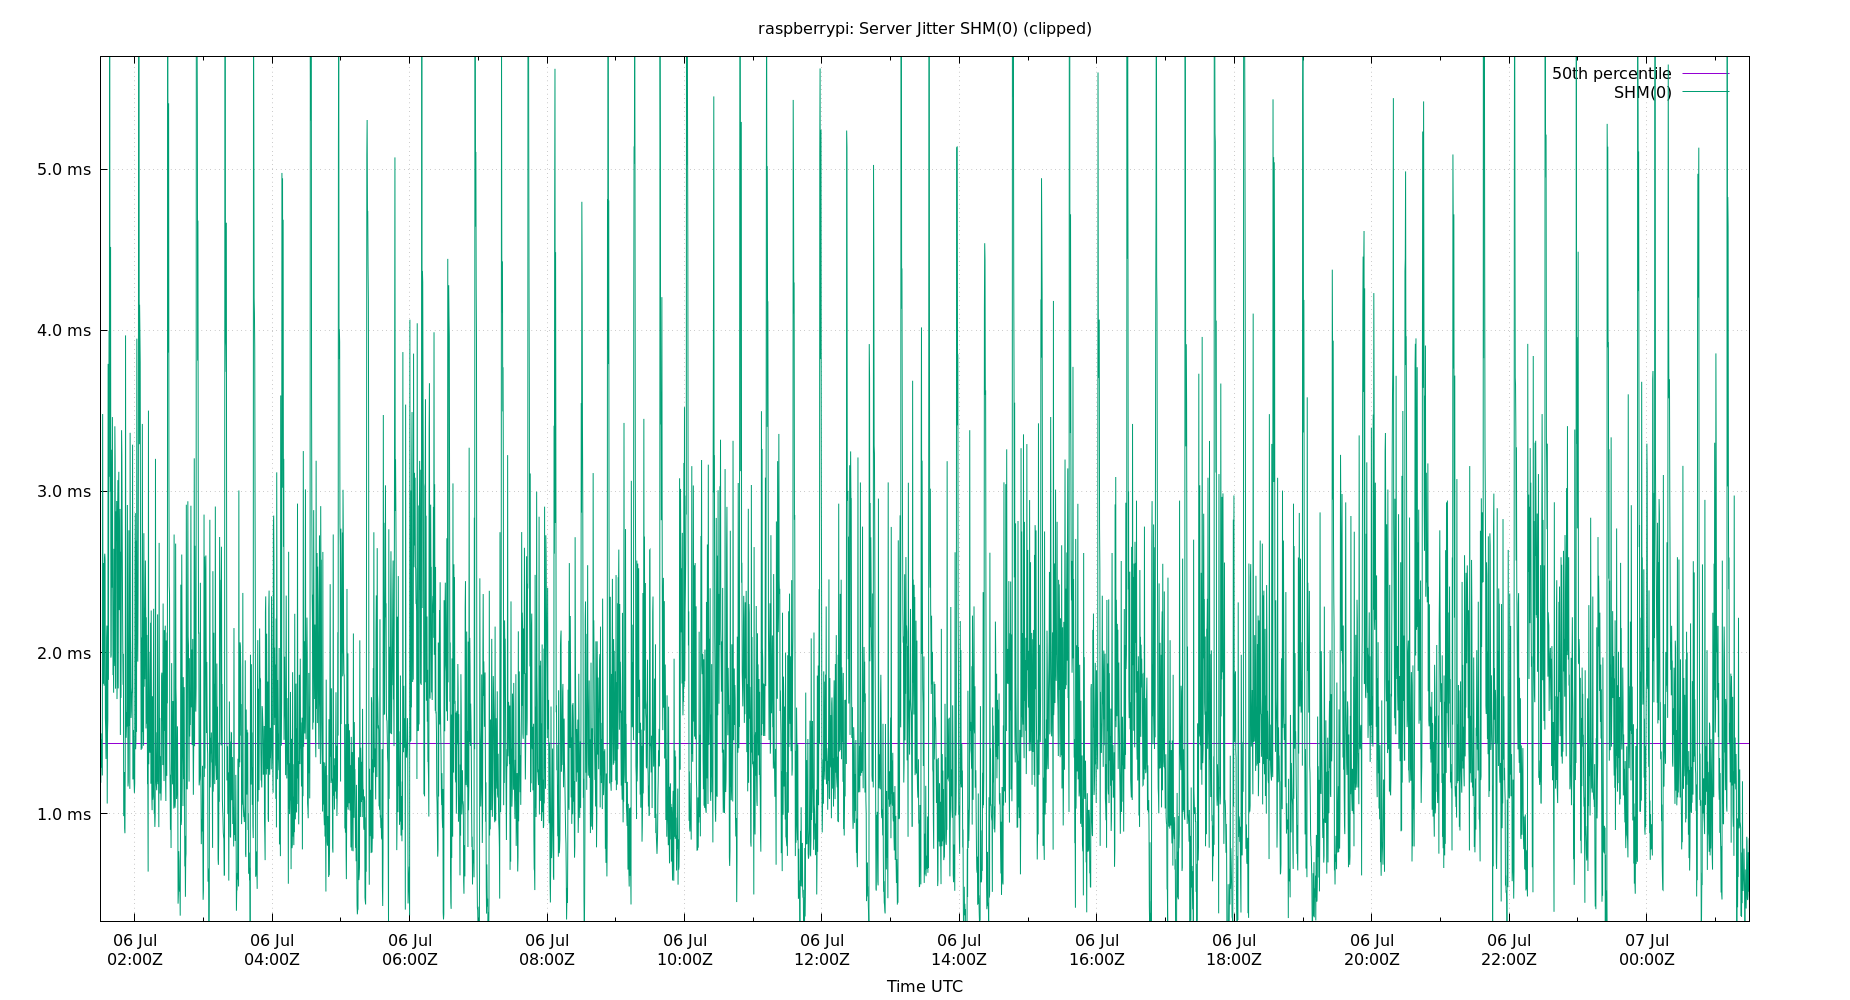 raspberrypi: Server Jitter SHM(0) (clipped)
50th percentile
SHM(0)
5.0 ms
4.0 ms
3.0 ms
2.0 ms
1.0 ms
06 Jul 06 Jul 06 Jul 06 Jul 06 Jul 06 Jul 06 Jul 06 Jul 06 Jul 06 Jul 06 Jul 07 Jul
02:00Z 04:00Z 06:00Z 08:00Z 10:00Z 12:00Z 14:00Z 16:00Z 18:00Z 20:00Z 22:00Z 00:00Z
Time UTC